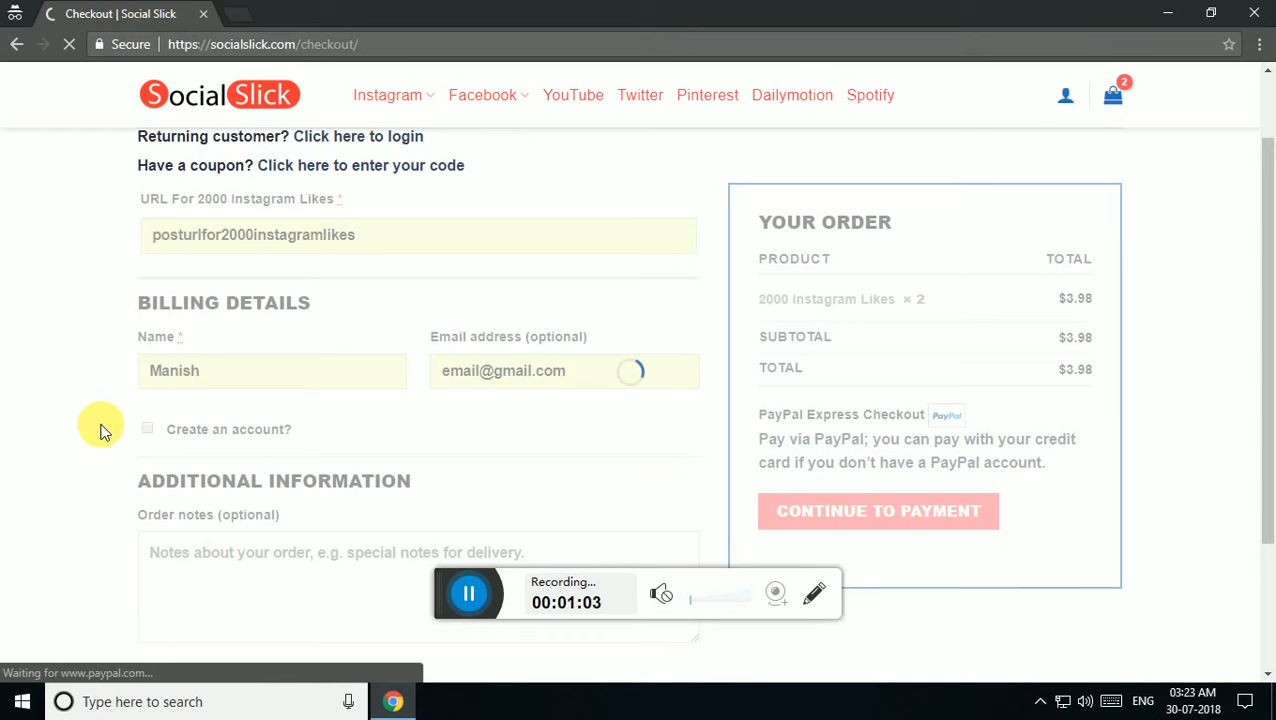 Checkout | Social Slick
Secure https://socialslick.com/checkout/
SocialSlick Instagram Facebook YouTube Twitter Pinterest Dailymotion Spotify 2
Returning customer? Click here to login
Have a coupon? Click here to enter your code
URL For 2000 Instagram Likes *
posturlfor2000instagramlikes
BILLING DETAILS
Name *
Email address (optional)
Manish
email@gmail.com
Create an account?
ADDITIONAL INFORMATION
Order notes (optional)
Notes about your order, e.g. special notes for delivery.
YOUR ORDER
PRODUCT TOTAL
2000 Instagram Likes × 2 $3.98
SUBTOTAL $3.98
TOTAL $3.98
PayPal Express Checkout PayPal
Pay via PayPal; you can pay with your credit
card if you don’t have a PayPal account.
CONTINUE TO PAYMENT
Recording...
00:01:03
Waiting for www.paypal.com...
Type here to search
ENG
03:23 AM
30-07-2018